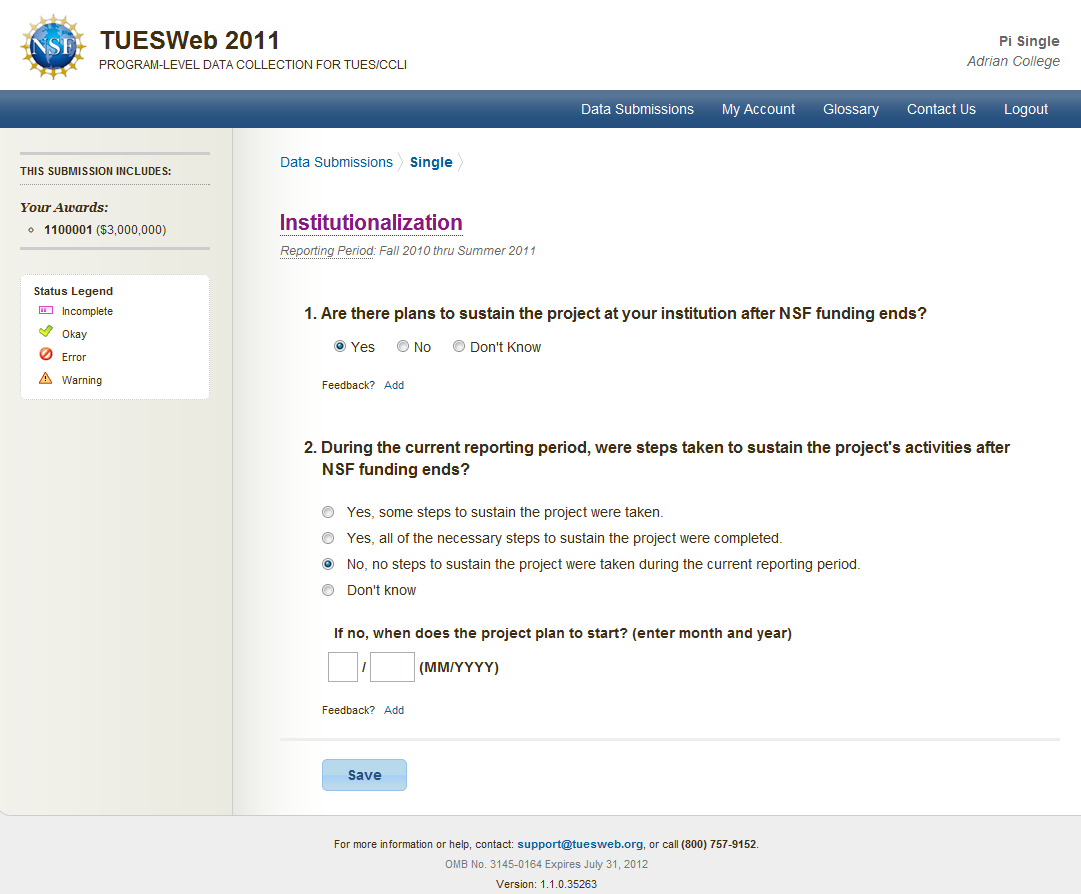 NSF
TUESWeb 2011
PROGRAM-LEVEL DATA COLLECTION FOR TUES/CCLI
Pi Single
Adrian College
Data Submissions My Account Glossary Contact Us Logout
THIS SUBMISSION INCLUDES:
Your Awards:
1100001 ($3,000,000)
Status Legend
Incomplete
Okay
Error
Warning
Data Submissions Single
Institutionalization
Reporting Period: Fall 2010 thru Summer 2011
1. Are there plans to sustain the project at your institution after NSF funding ends?
Yes No Don't Know
Feedback? Add
2. During the current reporting period, were steps taken to sustain the project's activities after
NSF funding ends?
Yes, some steps to sustain the project were taken.
Yes, all of the necessary steps to sustain the project were completed.
No, no steps to sustain the project were taken during the current reporting period.
Don't know
If no, when does the project plan to start? (enter month and year)
/ (MM/YYYY)
Feedback? Add
Save
For more information or help, contact: support@tuesweb.org, or call (800) 757-9152.
OMB No. 3145-0164 Expires July 31, 2012
Version: 1.1.0.35263